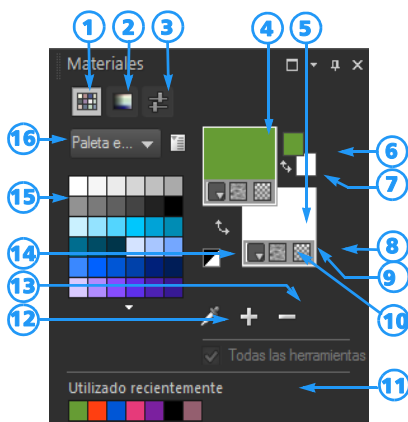 1 2 3 4 5
Materiales
16 Paleta e... 6
7
15
14 8
9
13
12 10
Todas las herramientas
Utilizado recientemente 11